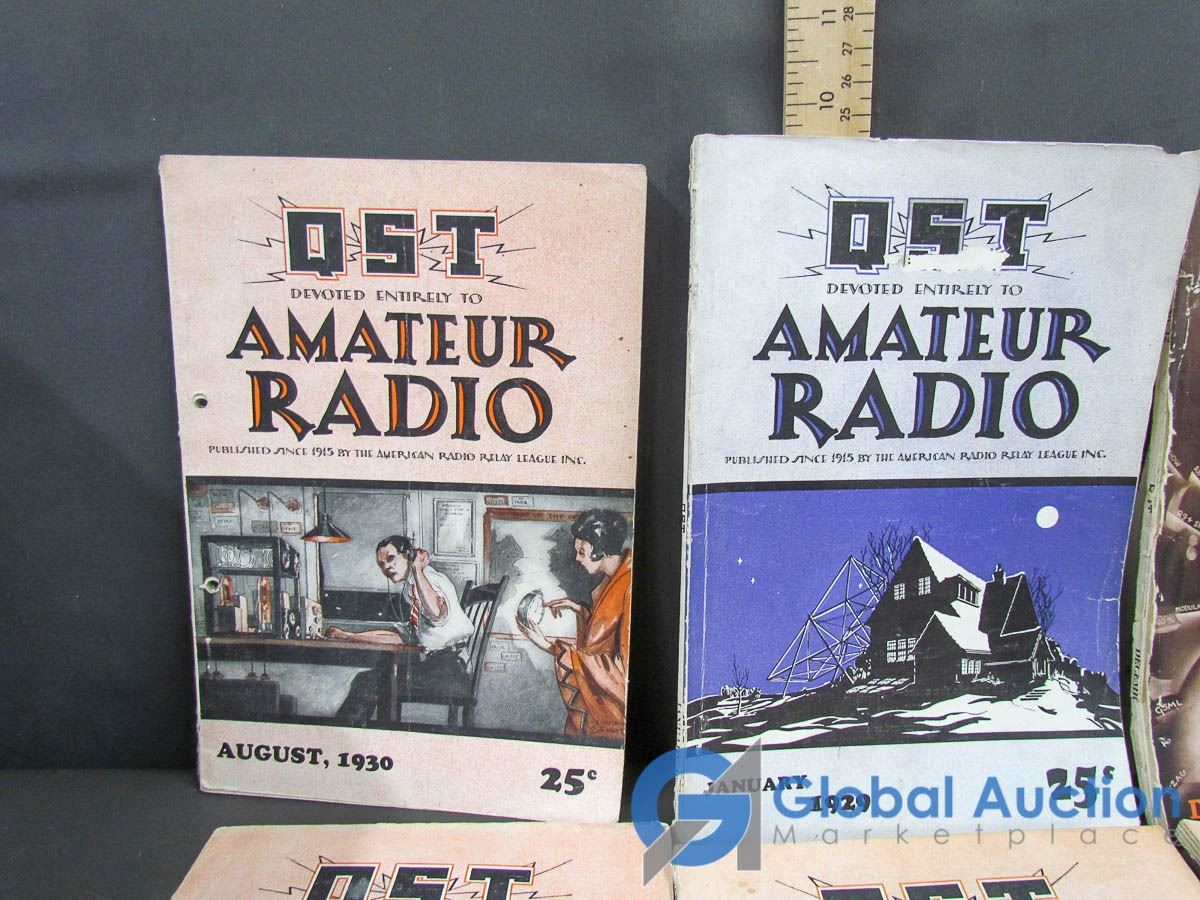 11
28
27
10
26
25
QST
DEVOTED ENTIRELY TO
AMATEUR
RADIO
PUBLISHED SINCE 1915 BY THE AMERICAN RADIO RELAY LEAGUE INC.
AUGUST, 1930
25¢
QST
DEVOTED ENTIRELY TO
AMATEUR
RADIO
PUBLISHED SINCE 1915 BY THE AMERICAN RADIO RELAY LEAGUE INC.
JANUARY
1929
25¢
Global Auction
Marketplace
QST
QST